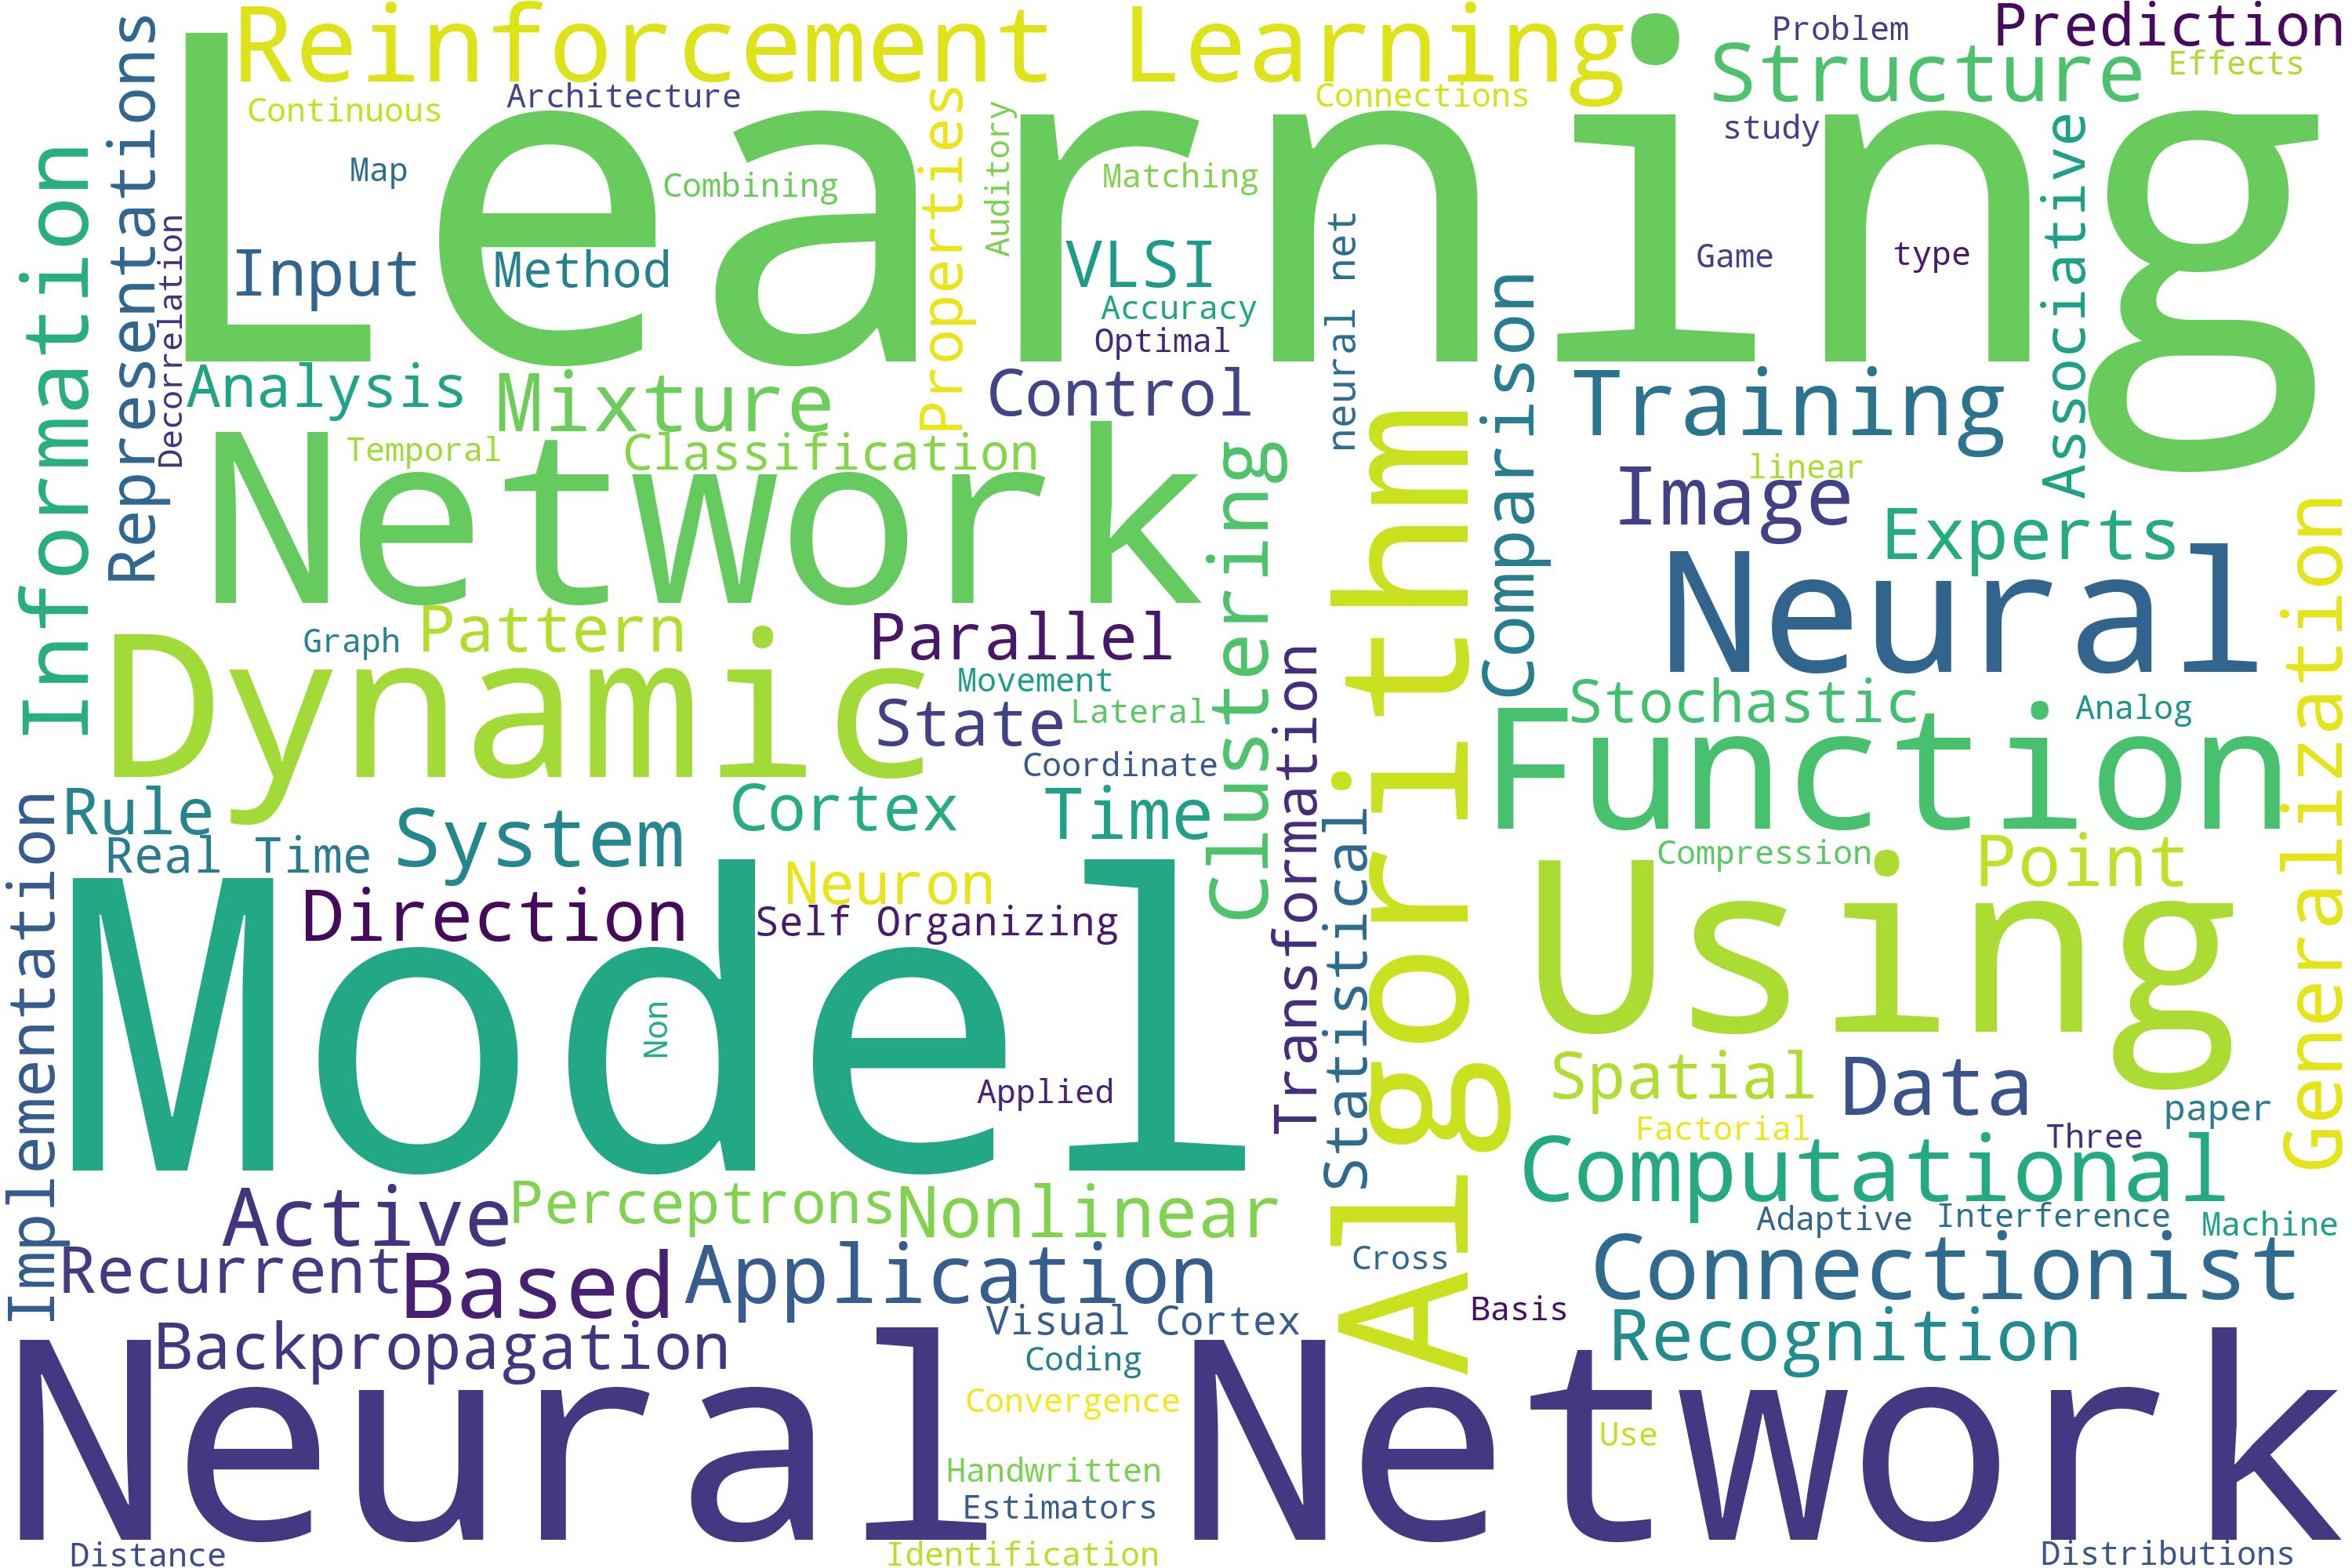 Reinforcement Learning
Problem
Prediction
Structure
Effects
Continuous
Architecture
Connections
Learning
study
Representations
Information
Properties
Auditory
Associative
Map
Combining
Matching
Decorrelation
neural net
Input
Method
VLSI
Game
type
Accuracy
Optimal
Comparison
Analysis
Mixture
Control
Training
Temporal
Classification
linear
Network
Clustering
Algorithm
Image
Experts
Generalization
Neural
Graph
Pattern
Parallel
Dynamic
Movement
State
Lateral
Transformation
Stochastic
Analog
Function
Coordinate
Rule
System
Cortex
Time
Real Time
Implementation
Statistical
Compression
Point
Neuron
Direction
Self Organizing
Using
Model
Non
Applied
Spatial
Data
paper
Factorial
Three
Computational
Active
Perceptrons
Nonlinear
Adaptive
Interference
Machine
Recurrent
Based
Application
Cross
Connectionist
Basis
Backpropagation
Visual Cortex
Recognition
Coding
Convergence
Use
Neural Network
Handwritten
Estimators
Distance
Identification
Distributions